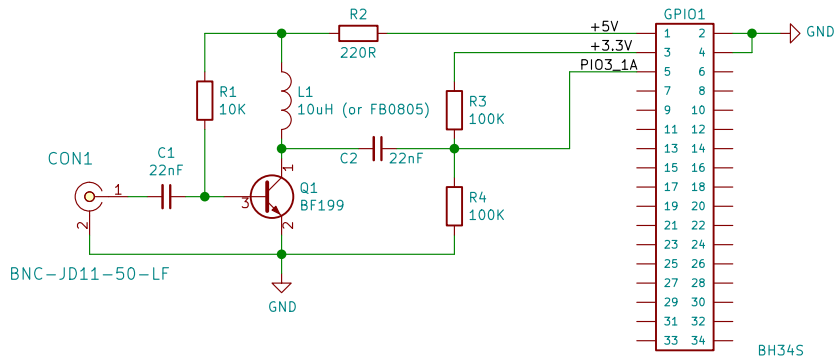 R2
220R
+5V
+3.3V
PIO3_1A
GPIO1
GND
R1
10K
L1
10uH (or FB0805)
R3
100K
C2
22nF
CON1
C1
22nF
1
2
3
1
2
Q1
BF199
R4
100K
BNC-JD11-50-LF
GND
1 2
3 4
5 6
7 8
9 10
11 12
13 14
15 16
17 18
19 20
21 22
23 24
25 26
27 28
29 30
31 32
33 34
BH34S